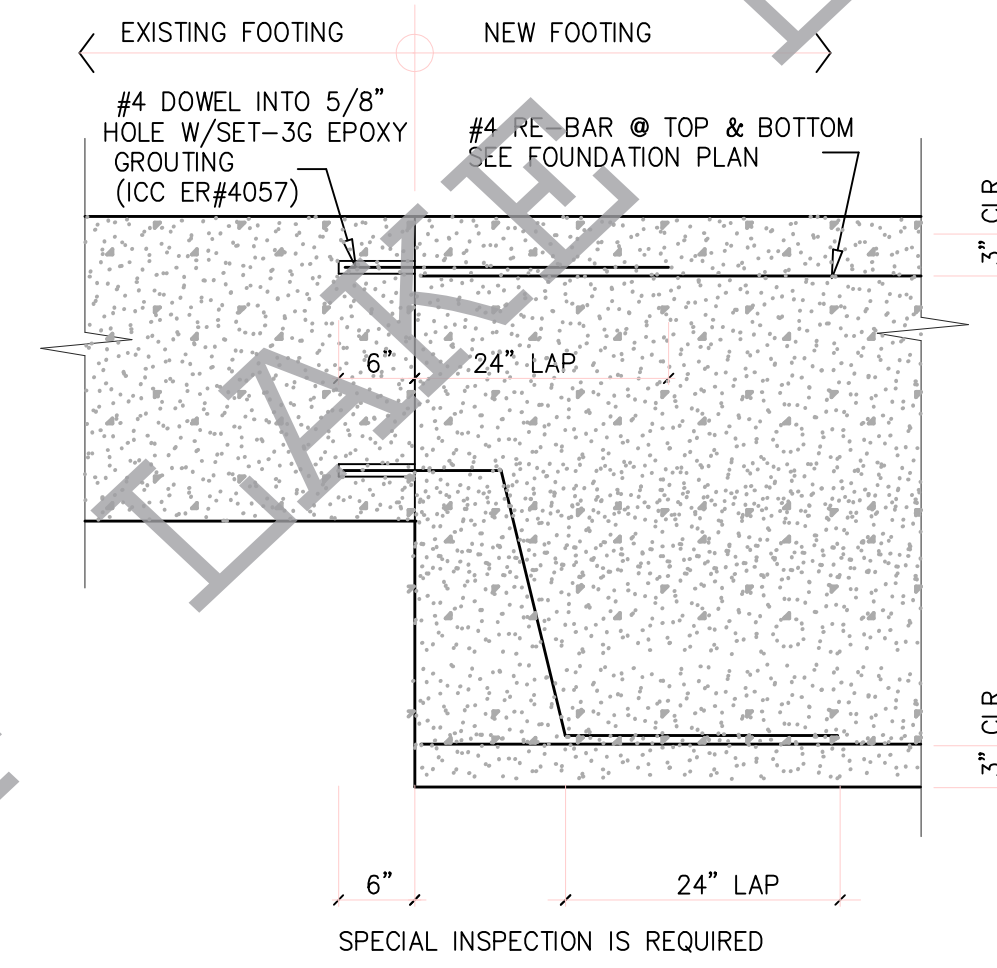 EXISTING FOOTING
NEW FOOTING
#4 DOWEL INTO 5/8"
HOLE W/SET-3G EPOXY
GROUTING
(ICC ER#4057)
#4 RE-BAR @ TOP & BOTTOM
SEE FOUNDATION PLAN
3" CLR
6"
24" LAP
LAKE
3" CLR
6"
24" LAP
SPECIAL INSPECTION IS REQUIRED